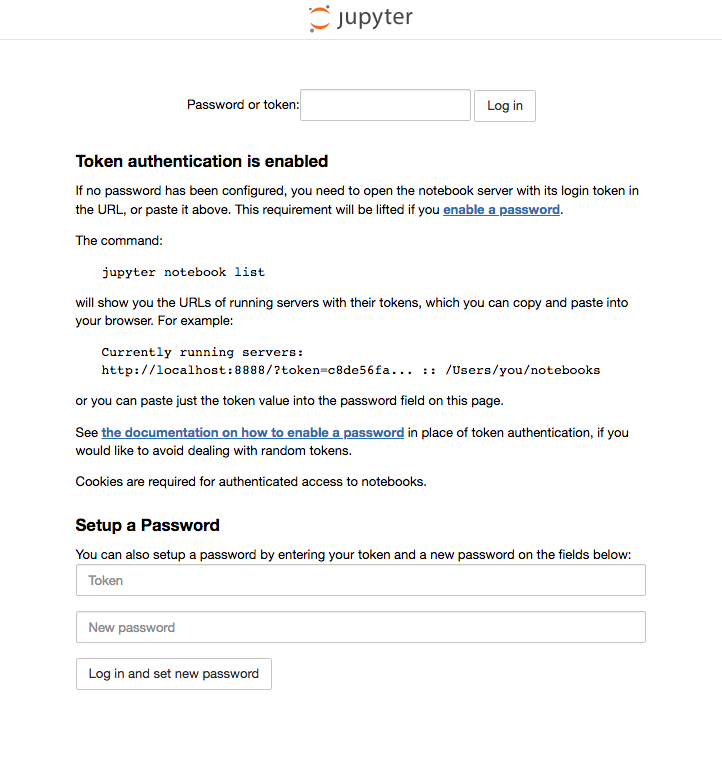 jupyter
Password or token:
Log in
Token authentication is enabled
If no password has been configured, you need to open the notebook server with its login token in
the URL, or paste it above. This requirement will be lifted if you enable a password.
The command:
jupyter notebook list
will show you the URLs of running servers with their tokens, which you can copy and paste into
your browser. For example:
Currently running servers:
http://localhost:8888/?token=c8de56fa... :: /Users/you/notebooks
or you can paste just the token value into the password field on this page.
See the documentation on how to enable a password in place of token authentication, if you
would like to avoid dealing with random tokens.
Cookies are required for authenticated access to notebooks.
Setup a Password
You can also setup a password by entering your token and a new password on the fields below:
Token
New password
Log in and set new password